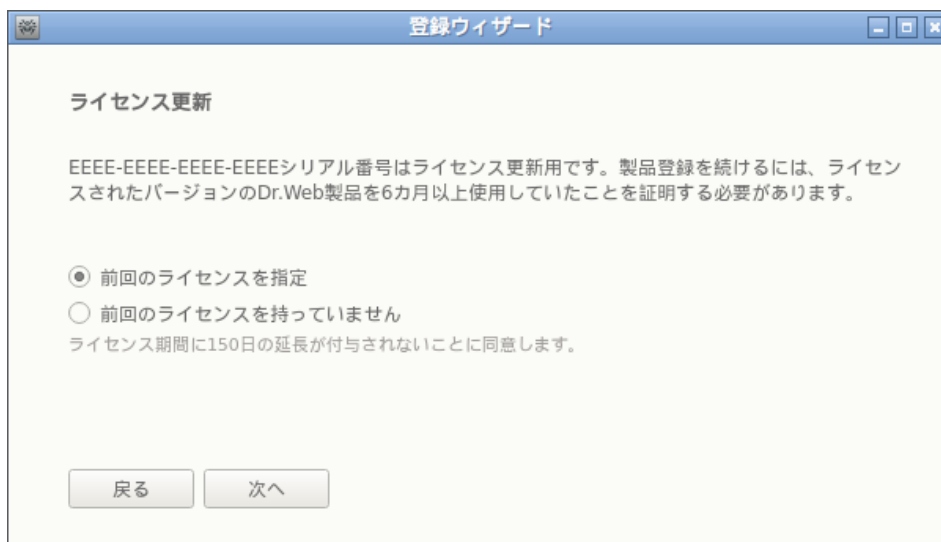 登録ウィザード
ライセンス更新
EEEE-EEEE-EEEE-EEEEシリアル番号はライセンス更新用です。製品登録を続けるには、ライセン
スされたバージョンのDr.Web製品を6カ月以上使用していたことを証明する必要があります。
前回のライセンスを指定
前回のライセンスを持っていません
ライセンス期間に150日の延長が付与されないことに同意します。
戻る 次へ